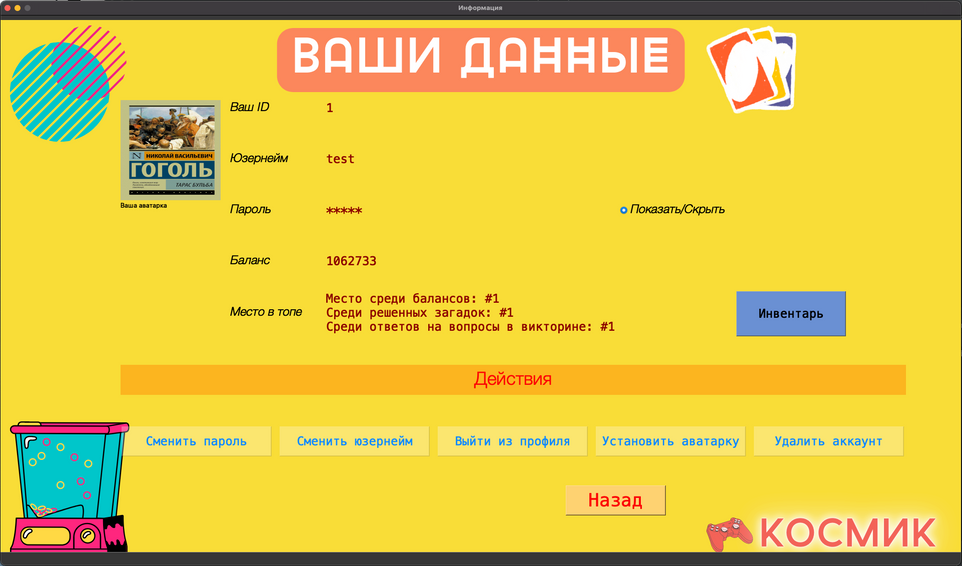 Информация
ВАШИ ДАННЫЕ
Ваш ID 1
НИКОЛАЙ ВАСИЛЬЕВИЧ
ГОГОЛЬ
ТАРАС БУЛЬБА
Ваша аватарка
Юзернейм test
Пароль ***** Показать/Скрыть
Баланс 1062733
Место в топе
Место среди балансов: #1
Среди решенных загадок: #1
Среди ответов на вопросы в викторине: #1
Инвентарь
Действия
Сменить пароль Сменить юзернейм Выйти из профиля Установить аватарку Удалить аккаунт
Назад
КОСМИК